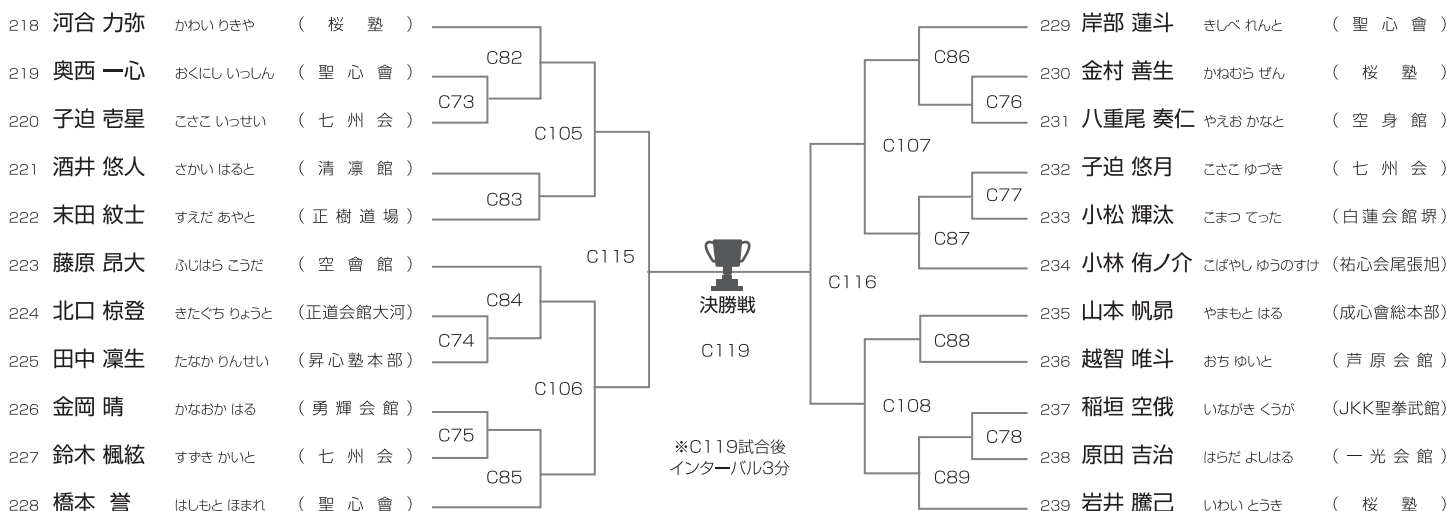 218 河合 力弥 かわい りきや (桜塾)
219 奥西 一心 おくにし いっしん (聖心會)
220 子迫 壱星 こさこ いっせい (七州会)
221 酒井 悠人 さかい はると (清凛館)
222 末田 紋士 すえだ あやと (正樹道場)
223 藤原 昂大 ふじはら こうだ (空會館)
224 北口 椋登 きたぐち りょうと (正道会館大河)
225 田中 凜生 たなか りんせい (昇心塾本部)
226 金岡 晴 かなおか はる (勇輝会館)
227 鈴木 楓絃 すずき かいと (七州会)
228 橋本 誉 はしもと ほまれ (聖心會)
C82
C73
C105
C83
C115
C84
C74
C106
C75
C85
決勝戦
C119
※C119試合後
インターバル3分
C86
C76
C107
C77
C87
C116
C88
C108
C78
C89
229 岸部 蓮斗 きしべ れんと (聖心會)
230 金村 善生 かねむら ぜん (桜塾)
231 八重尾 奏仁 やえお かなと (空身館)
232 子迫 悠月 こさこ ゆづき (七州会)
233 小松 輝汰 こまつ てった (白蓮会館堺)
234 小林 侑ノ介 こばやし ゆうのすけ (祐心会尾張旭)
235 山本 帆昴 やまもと はる (成心會総本部)
236 越智 唯斗 おち ゆいと (芦原会館)
237 稲垣 空俄 いながき くうが (JKK聖拳武館)
238 原田 吉治 はらだ よしはる (一光会館)
239 岩井 騰己 いわい とうき (桜塾)